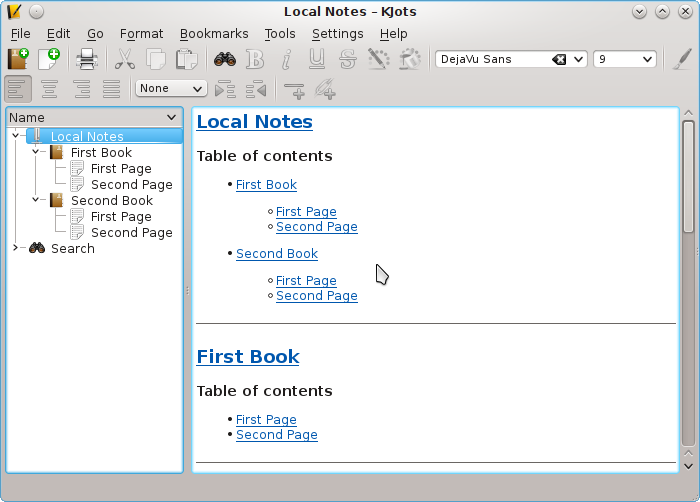 Local Notes – KJots
File Edit Go Format Bookmarks Tools Settings Help
B i U S DejaVu Sans 9
None
Name
Local Notes
First Book
First Page
Second Page
Second Book
First Page
Second Page
Search
Local Notes
Table of contents
• First Book
First Page
Second Page
• Second Book
First Page
Second Page
First Book
Table of contents
• First Page
• Second Page